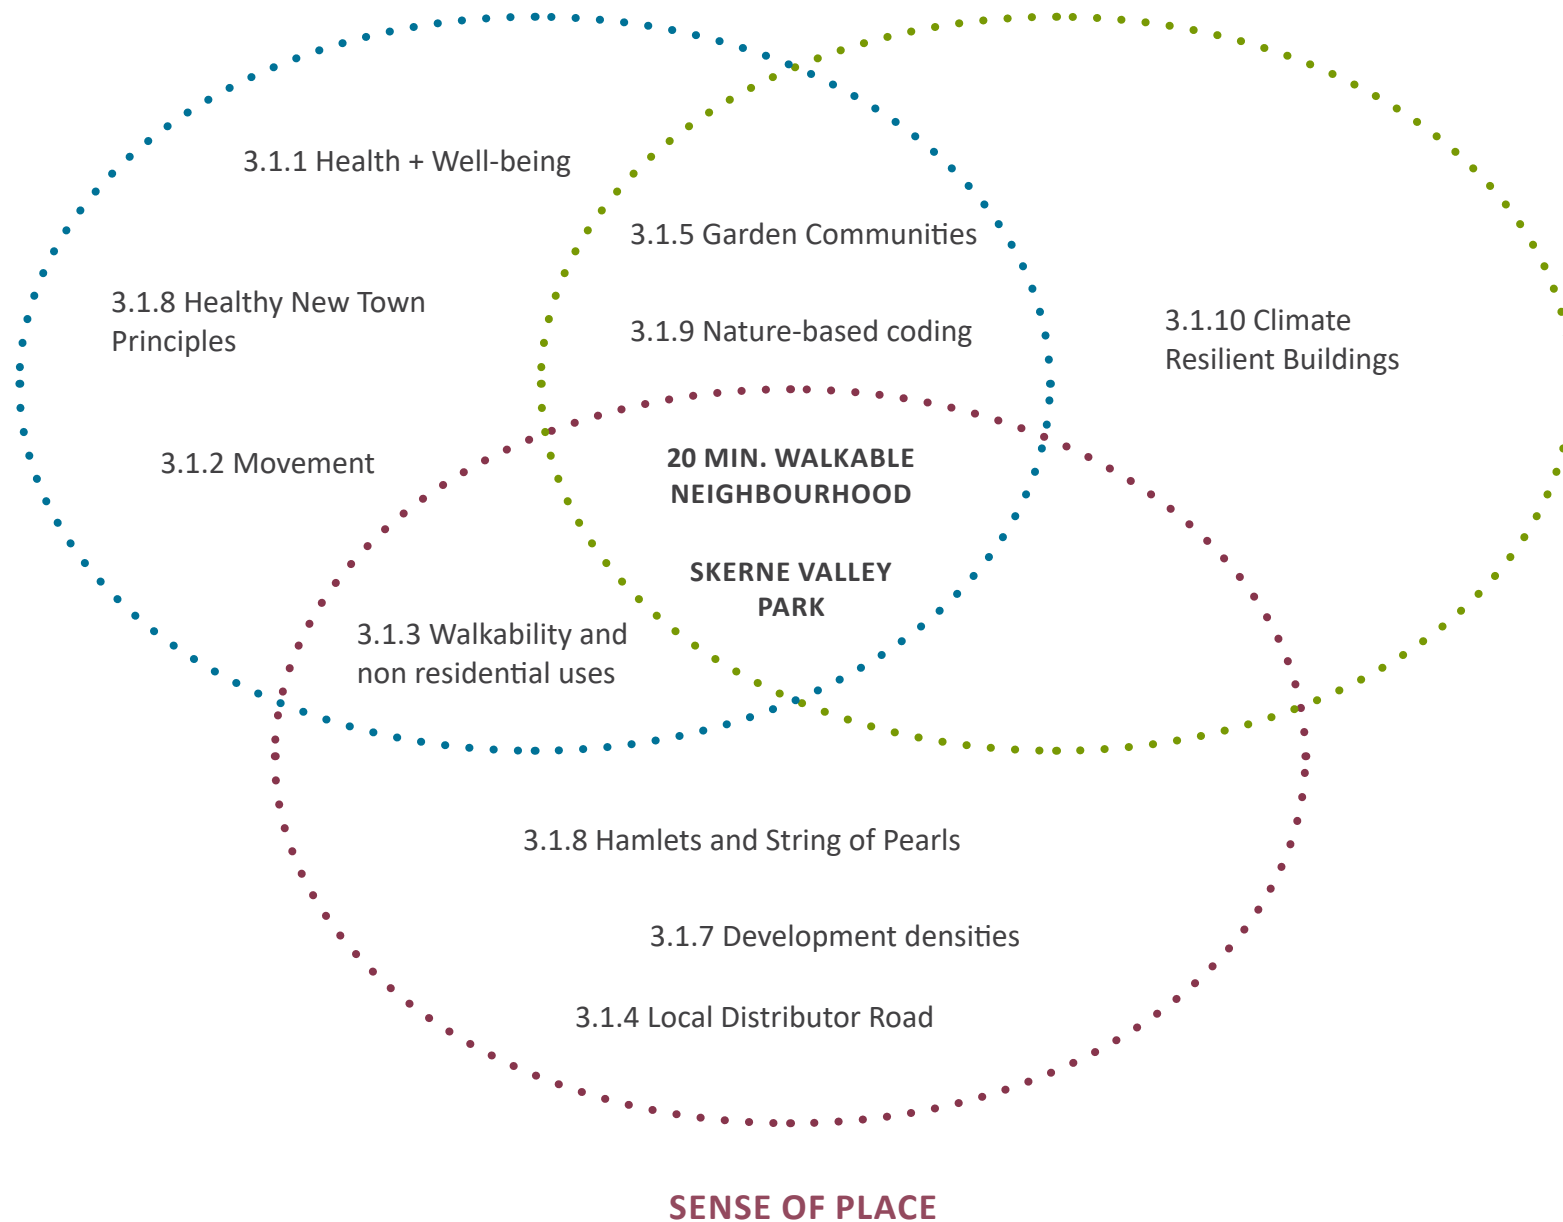 3.1.1 Health + Well-being
3.1.5 Garden Communities
3.1.8 Healthy New Town
Principles
3.1.9 Nature-based coding
3.1.10 Climate
Resilient Buildings
3.1.2 Movement
20 MIN. WALKABLE
NEIGHBOURHOOD
SKERNE VALLEY
PARK
3.1.3 Walkability and
non residential uses
3.1.8 Hamlets and String of Pearls
3.1.7 Development densities
3.1.4 Local Distributor Road
SENSE OF PLACE